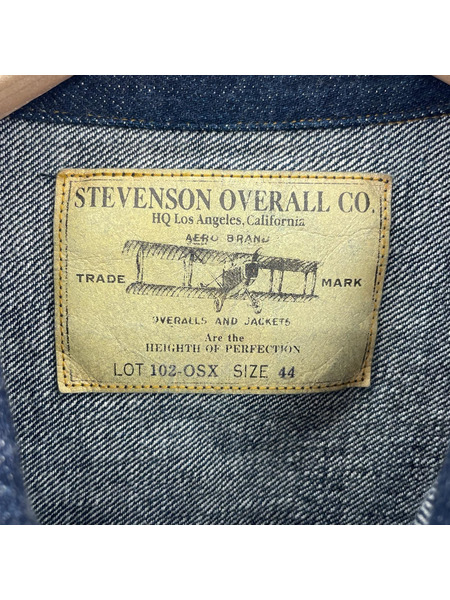 STEVENSON OVERALL CO.
HQ Los Angeles, California
AERO BRAND
TRADE MARK
OVERALLS AND JACKETS
Are the
HEIGHTH OF PERFECTION
LOT 102-OSX SIZE 44